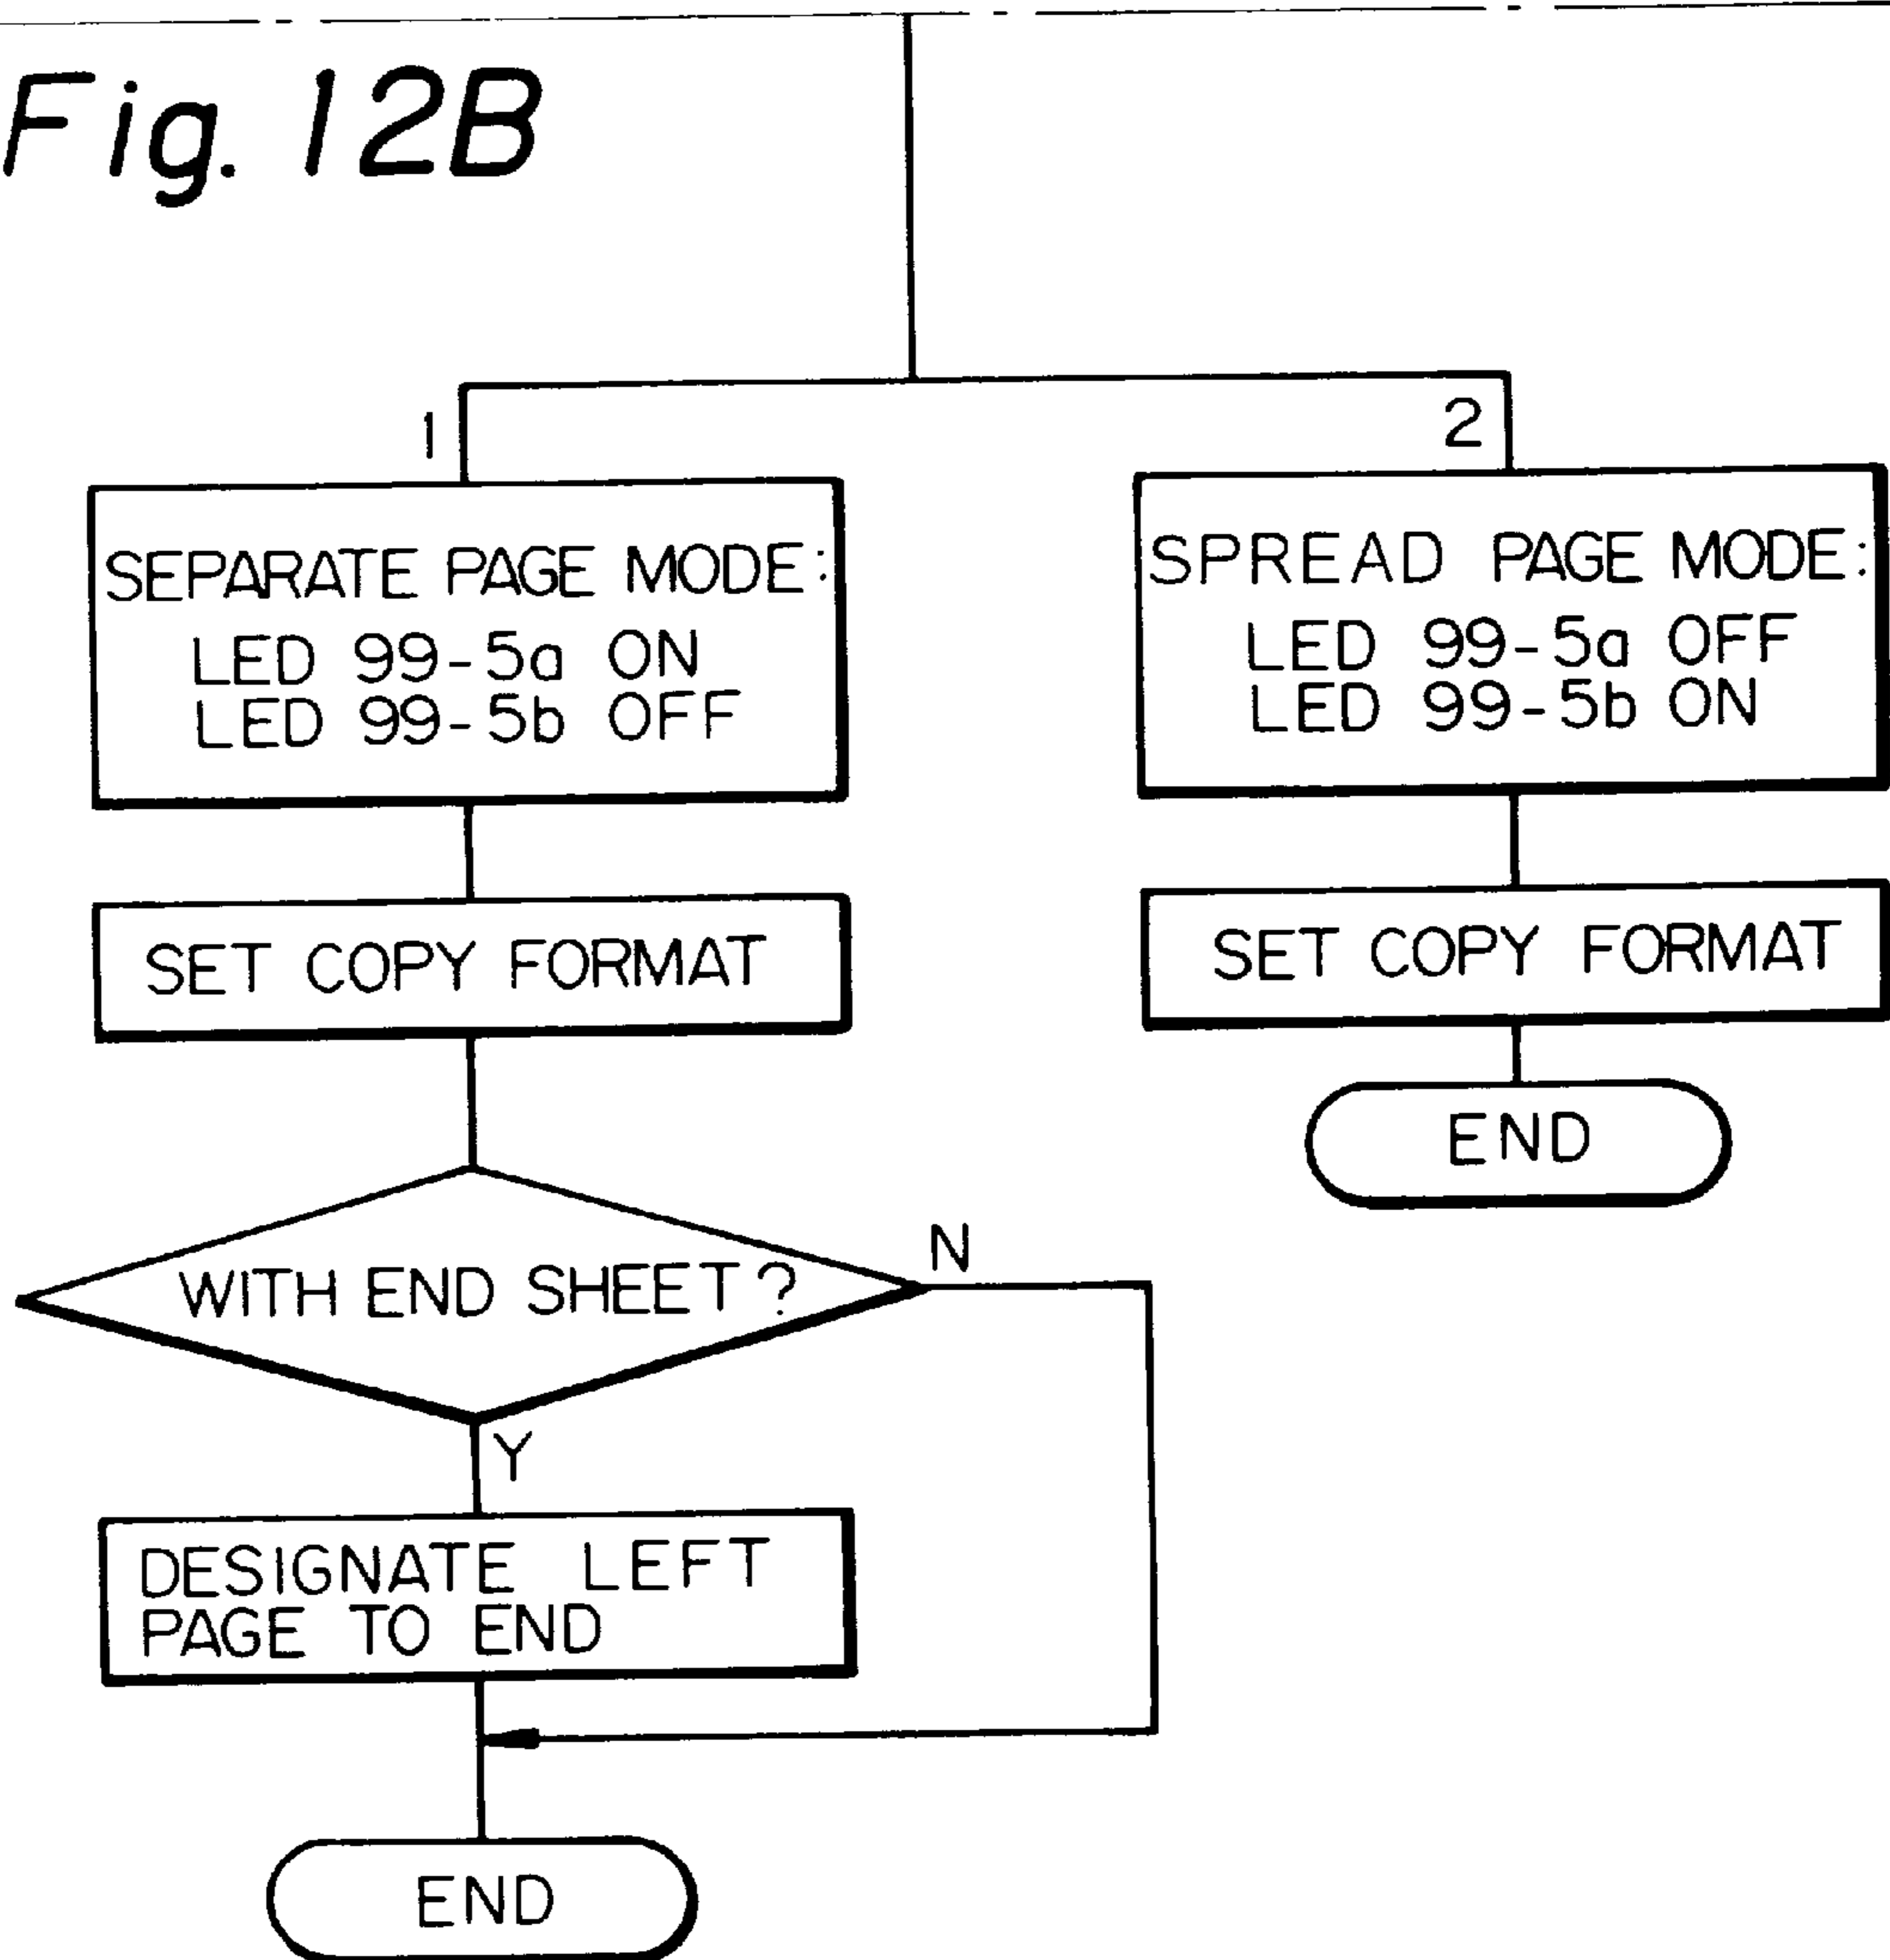 Fig. 12B
1
SEPARATE PAGE MODE:
LED 99-5a ON
LED 99-5b OFF
SET COPY FORMAT
WITH END SHEET?
N
Y
DESIGNATE LEFT
PAGE TO END
END
2
SPREAD PAGE MODE:
LED 99-5a OFF
LED 99-5b ON
SET COPY FORMAT
END